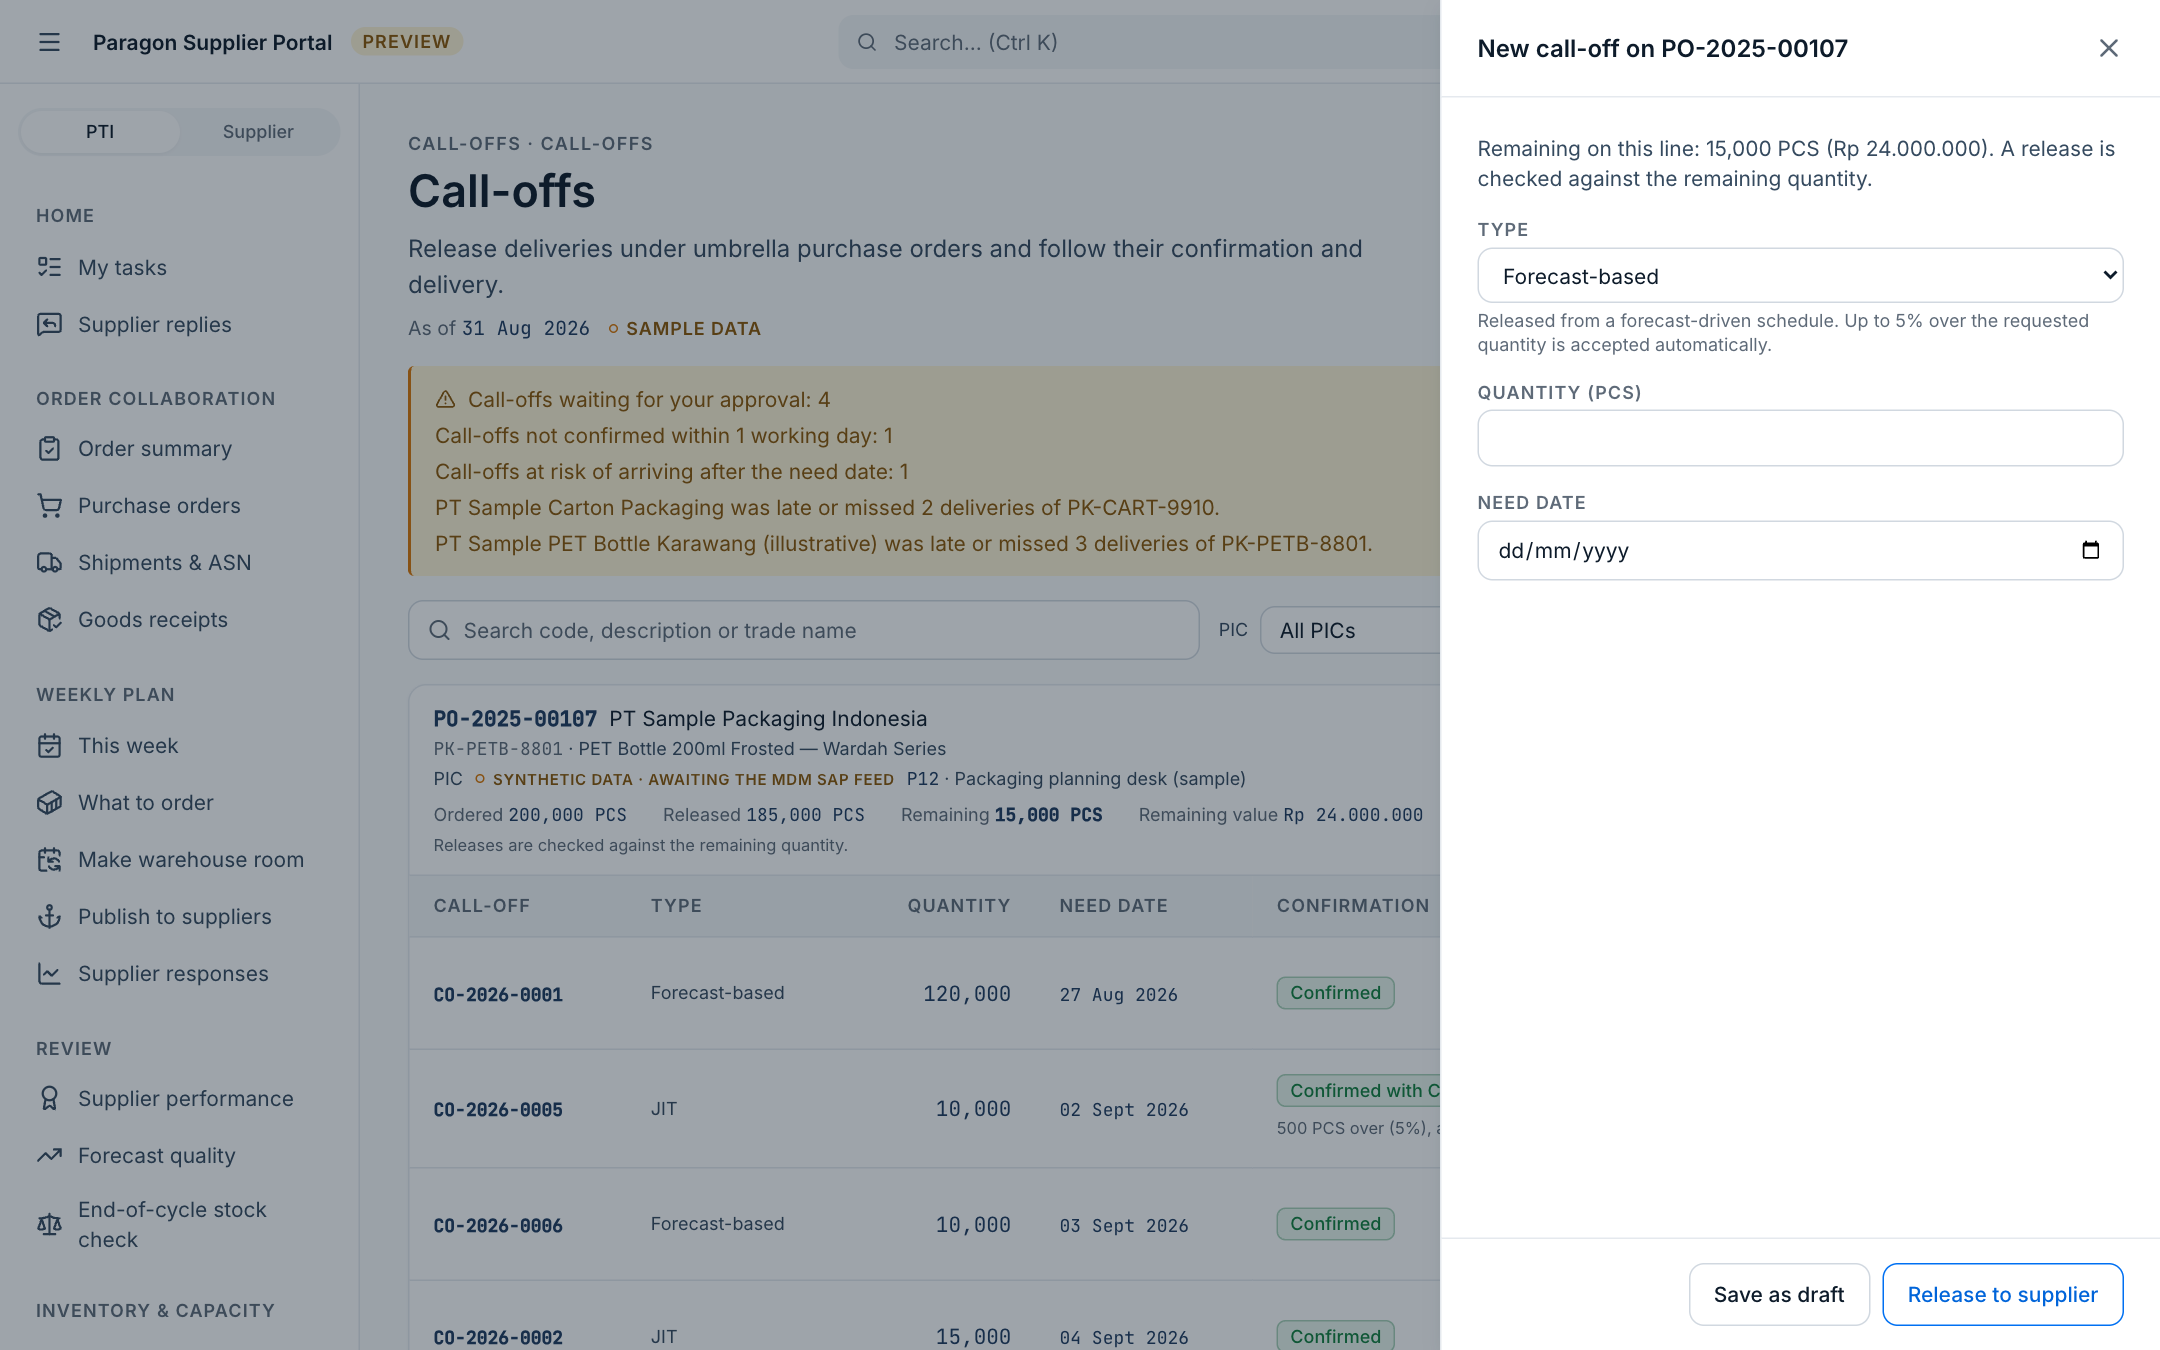 Paragon Supplier Portal PREVIEW
Search... (Ctrl K)
PTI Supplier
HOME
My tasks
Supplier replies
ORDER COLLABORATION
Order summary
Purchase orders
Shipments & ASN
Goods receipts
WEEKLY PLAN
This week
What to order
Make warehouse room
Publish to suppliers
Supplier responses
REVIEW
Supplier performance
Forecast quality
End-of-cycle stock
check
INVENTORY & CAPACITY
CALL-OFFS · CALL-OFFS
Call-offs
Release deliveries under umbrella purchase orders and follow their confirmation and
delivery.
As of 31 Aug 2026 SAMPLE DATA
Call-offs waiting for your approval: 4
Call-offs not confirmed within 1 working day: 1
Call-offs at risk of arriving after the need date: 1
PT Sample Carton Packaging was late or missed 2 deliveries of PK-CART-9910.
PT Sample PET Bottle Karawang (illustrative) was late or missed 3 deliveries of PK-PETB-8801.
Search code, description or trade name PIC All PICs
PO-2025-00107 PT Sample Packaging Indonesia
PK-PETB-8801 · PET Bottle 200ml Frosted — Wardah Series
PIC SYNTHETIC DATA · AWAITING THE MDM SAP FEED P12 · Packaging planning desk (sample)
Ordered 200,000 PCS Released 185,000 PCS Remaining 15,000 PCS Remaining value Rp 24.000.000
Releases are checked against the remaining quantity.
CALL-OFF TYPE QUANTITY NEED DATE CONFIRMATION
CO-2026-0001 Forecast-based 120,000 27 Aug 2026 Confirmed
CO-2026-0005 JIT 10,000 02 Sept 2026 Confirmed with C
500 PCS over (5%),
CO-2026-0006 Forecast-based 10,000 03 Sept 2026 Confirmed
CO-2026-0002 JIT 15,000 04 Sept 2026 Confirmed
New call-off on PO-2025-00107
Remaining on this line: 15,000 PCS (Rp 24.000.000). A release is
checked against the remaining quantity.
TYPE
Forecast-based
Released from a forecast-driven schedule. Up to 5% over the requested
quantity is accepted automatically.
QUANTITY (PCS)
NEED DATE
dd/mm/yyyy
Save as draft Release to supplier